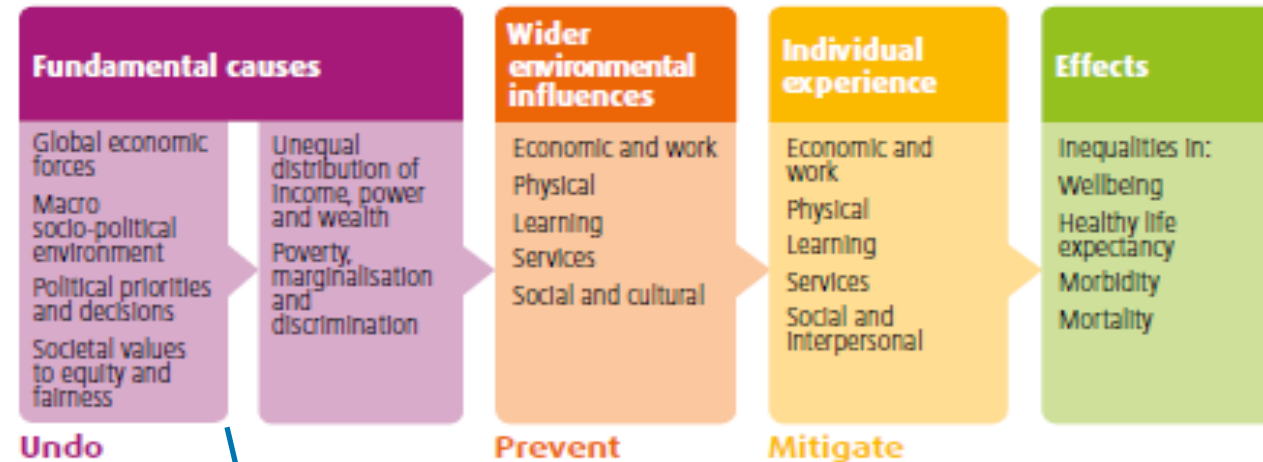 Fundamental causes
Global economic
forces
Macro
socio-political
environment
Political priorities
and decisions
Societal values
to equity and
fairness
Unequal
distribution of
income, power
and wealth
Poverty,
marginalisation
and
discrimination
Undo
Wider
environmental
influences
Economic and work
Physical
Learning
Services
Social and cultural
Prevent
Individual
experience
Economic and
work
Physical
Learning
Services
Social and
interpersonal
Mitigate
Effects
Inequalities in:
Wellbeing
Healthy life
expectancy
Morbidity
Mortality